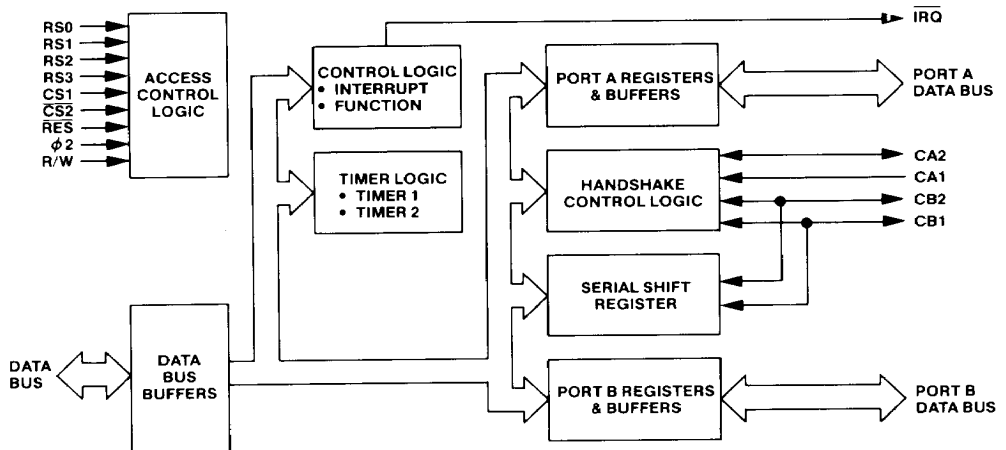 RS0
RS1
RS2
RS3
CS1
CS2
RES
ϕ2
R/W
ACCESS
CONTROL
LOGIC
CONTROL LOGIC
• INTERRUPT
• FUNCTION
TIMER LOGIC
• TIMER 1
• TIMER 2
DATA
BUS
DATA
BUS
BUFFERS
PORT A REGISTERS
& BUFFERS
HANDSHAKE
CONTROL LOGIC
SERIAL SHIFT
REGISTER
PORT B REGISTERS
& BUFFERS
IRQ
PORT A
DATA BUS
CA2
CA1
CB2
CB1
PORT B
DATA BUS